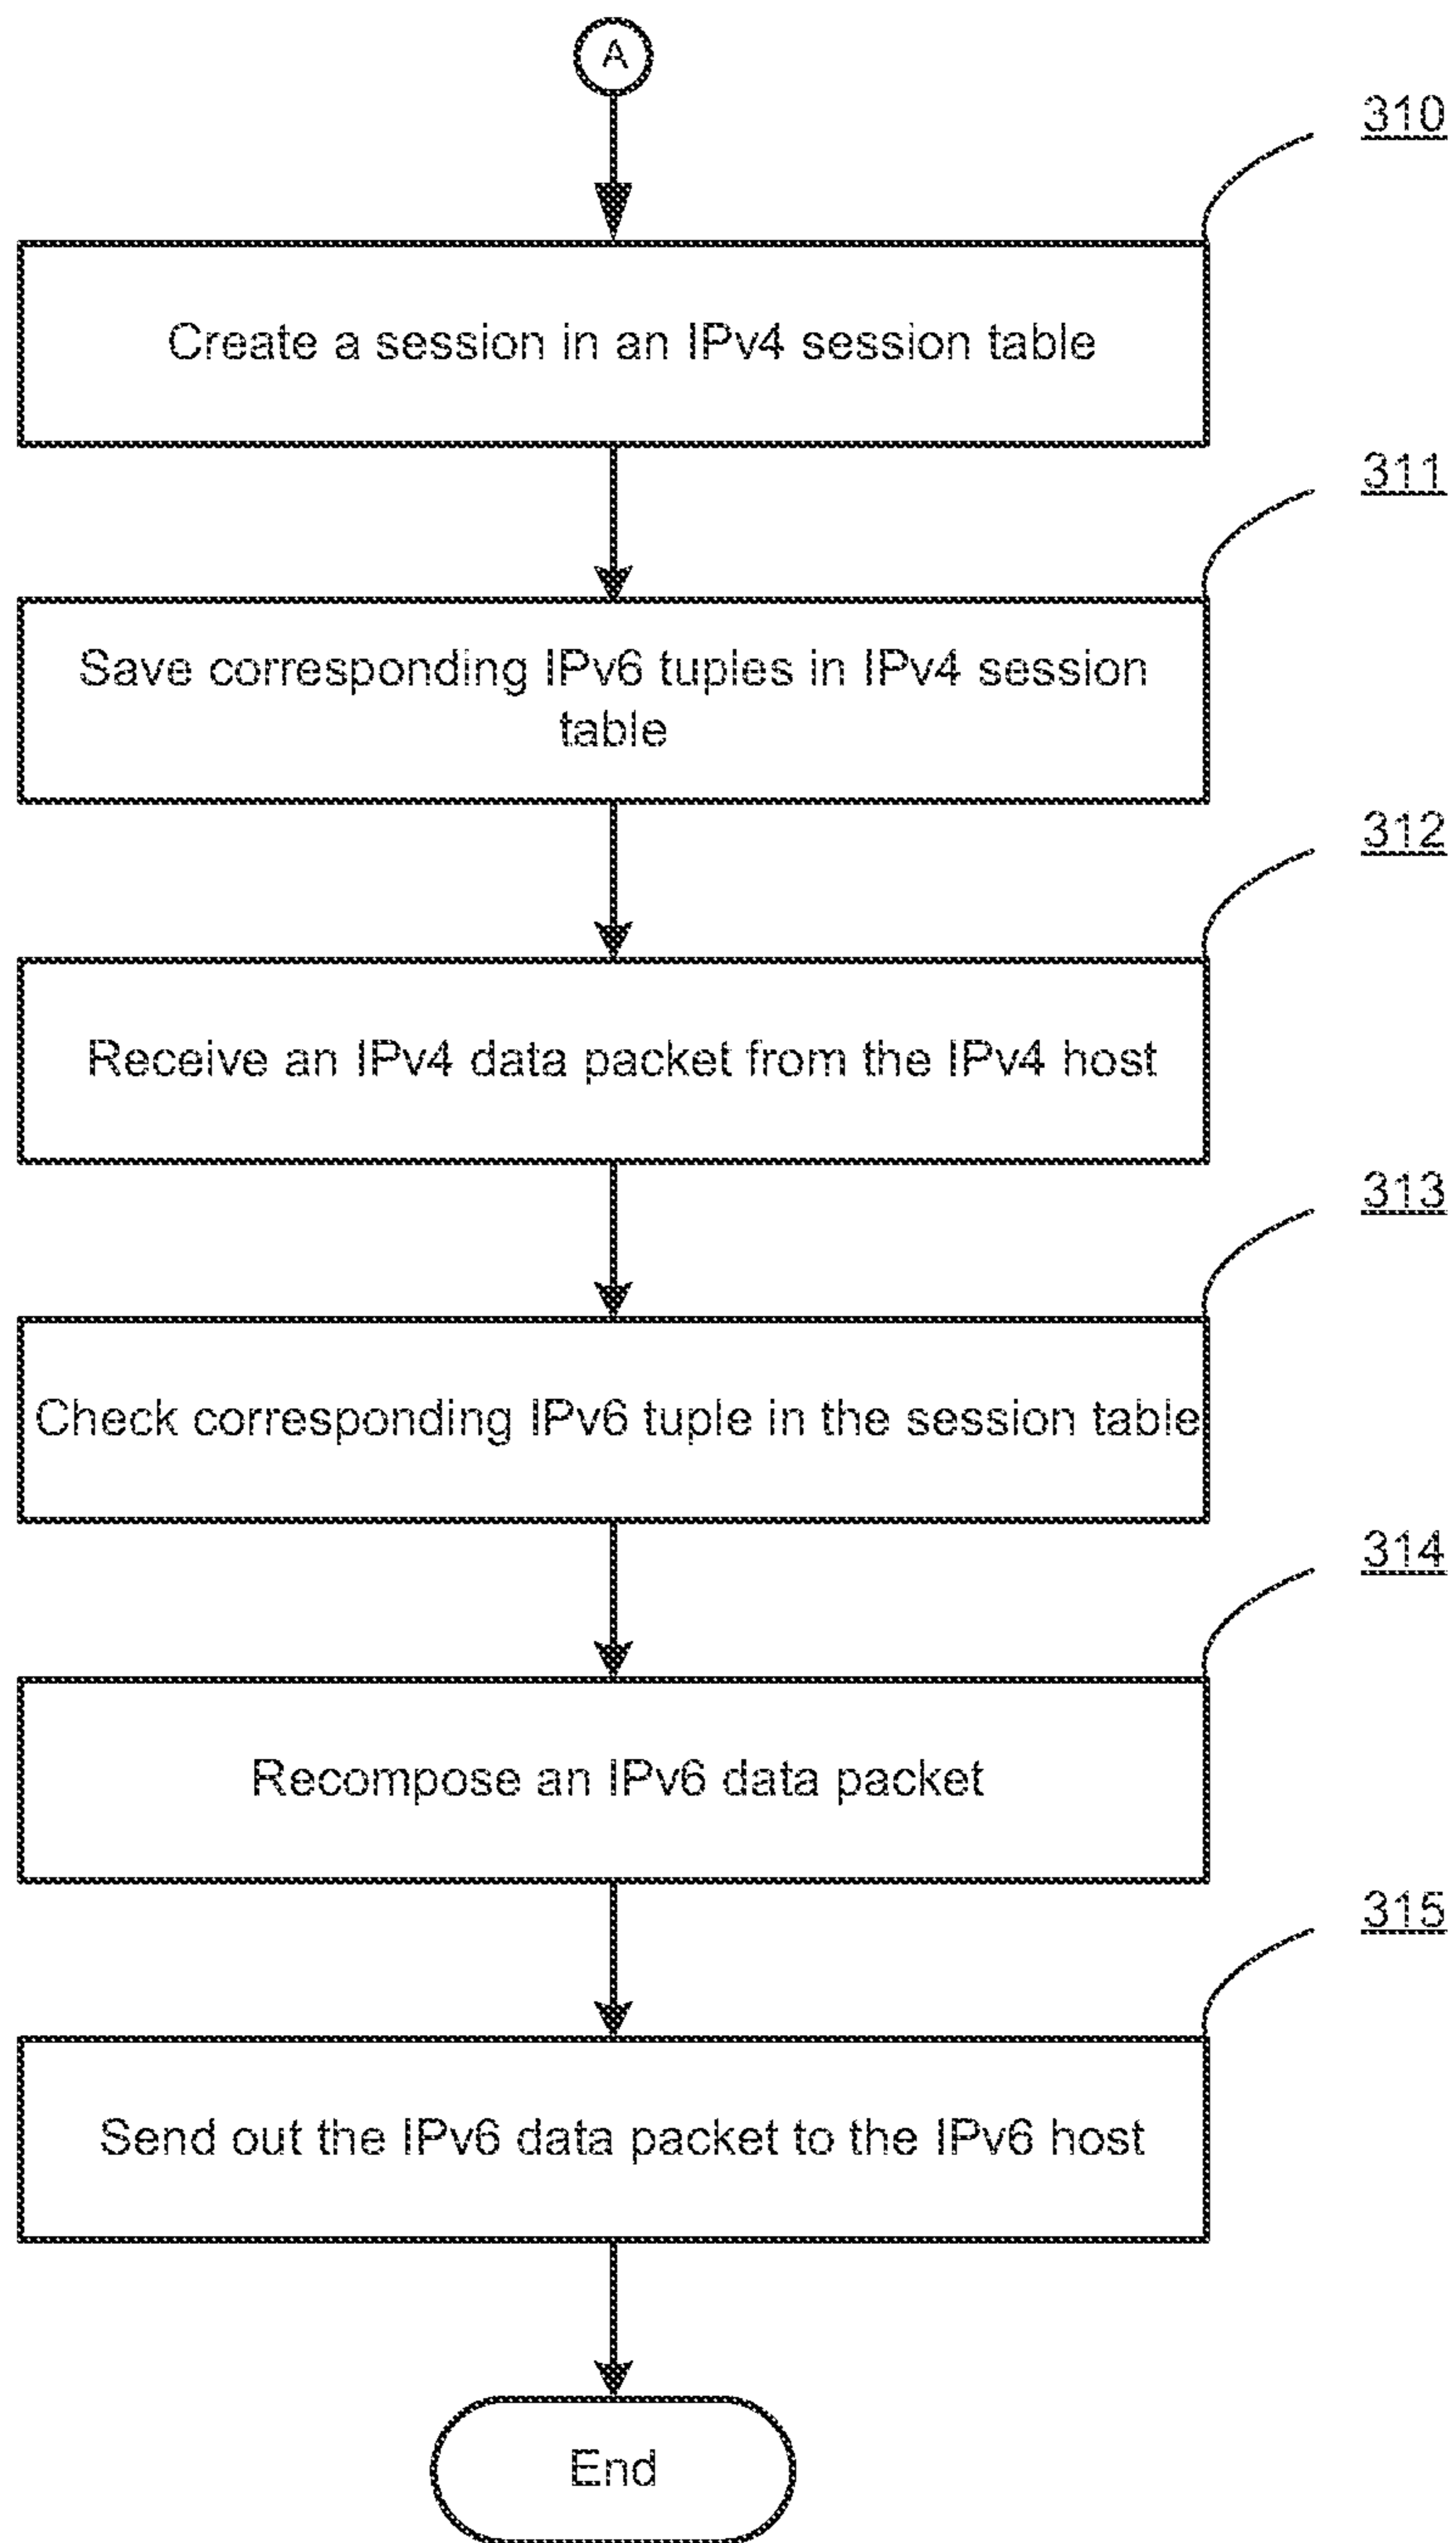 A
310
Create a session in an IPv4 session table
311
Save corresponding IPv6 tuples in IPv4 session
table
312
Receive an IPv4 data packet from the IPv4 host
313
Check corresponding IPv6 tuple in the session table
314
Recompose an IPv6 data packet
315
Send out the IPv6 data packet to the IPv6 host
End